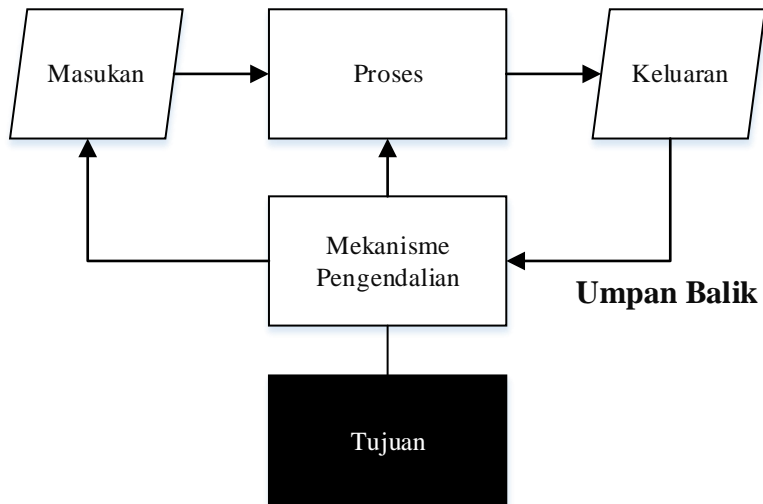 Masukan
Proses
Keluaran
Mekanisme
Pengendalian
Umpan Balik
Tujuan